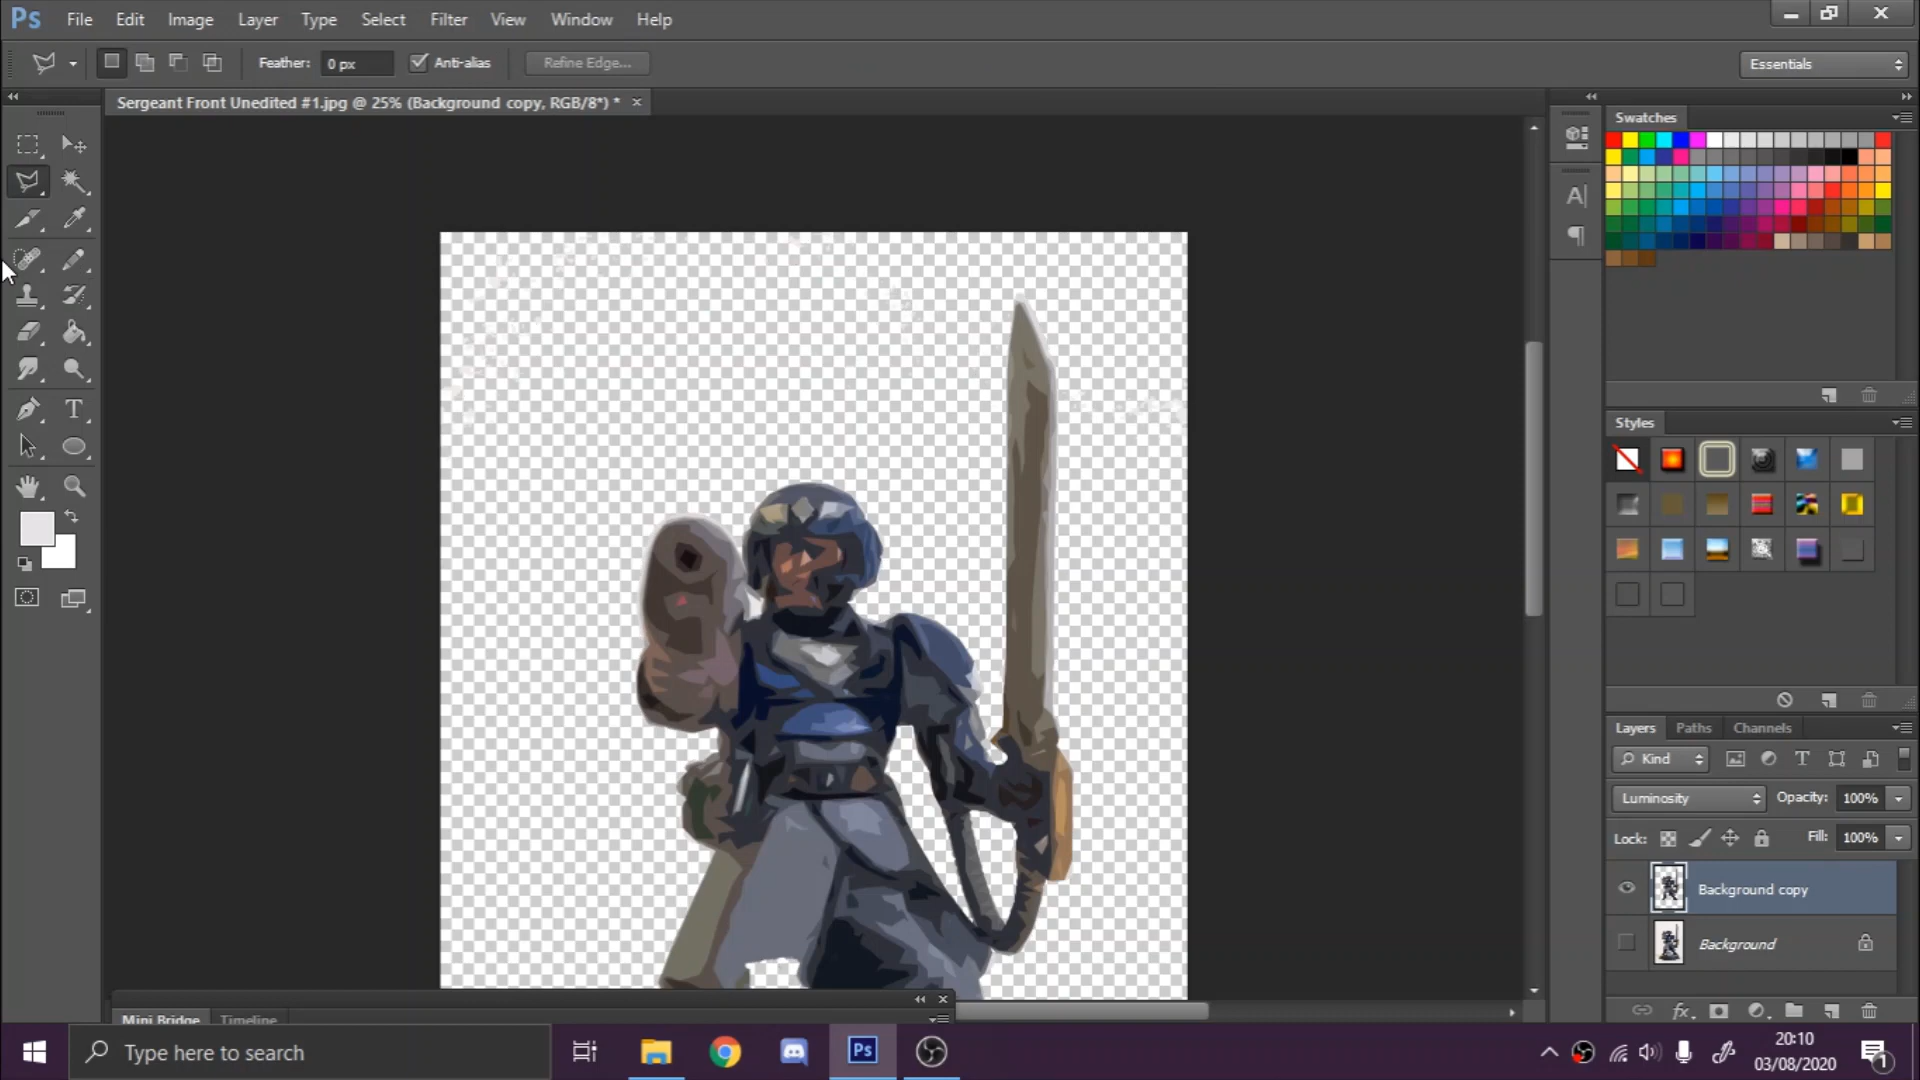 Ps File Edit Image Layer Type Select Filter View Window Help
Feather: 0 px Anti-alias Refine Edge... Essentials
Sergeant Front Unedited #1.jpg @ 25% (Background copy, RGB/8*) *
Swatches
Styles
Layers Paths Channels
Kind
Luminosity Opacity: 100%
Lock: Fill: 100%
Background copy
Background
Mini Bridge Timeline
Type here to search
Ps
20:10
03/08/2020
1